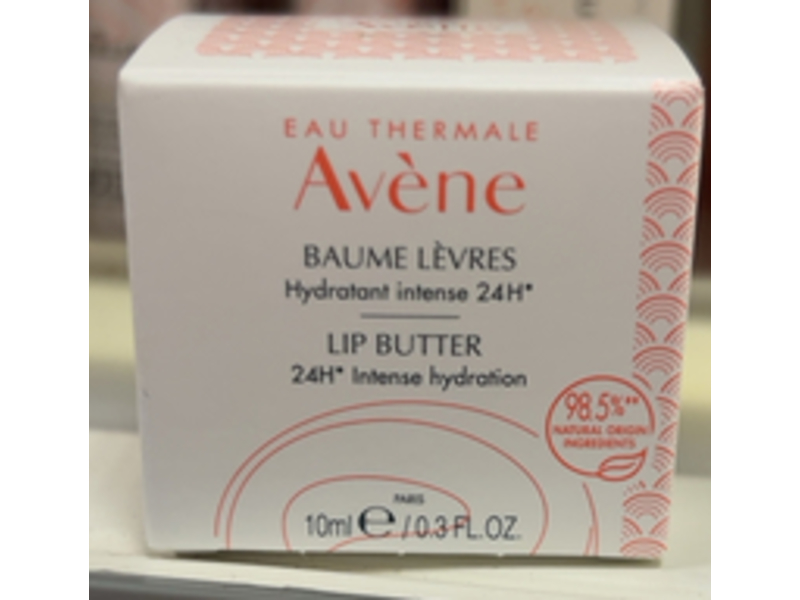 EAU THERMALE
Avène
BAUME LÈVRES
Hydratant intense 24H*
LIP BUTTER
24H* Intense hydration
98.5%**
NATURAL ORIGIN
INGREDIENTS
PARIS
10ml e / 0.3 FL. OZ.